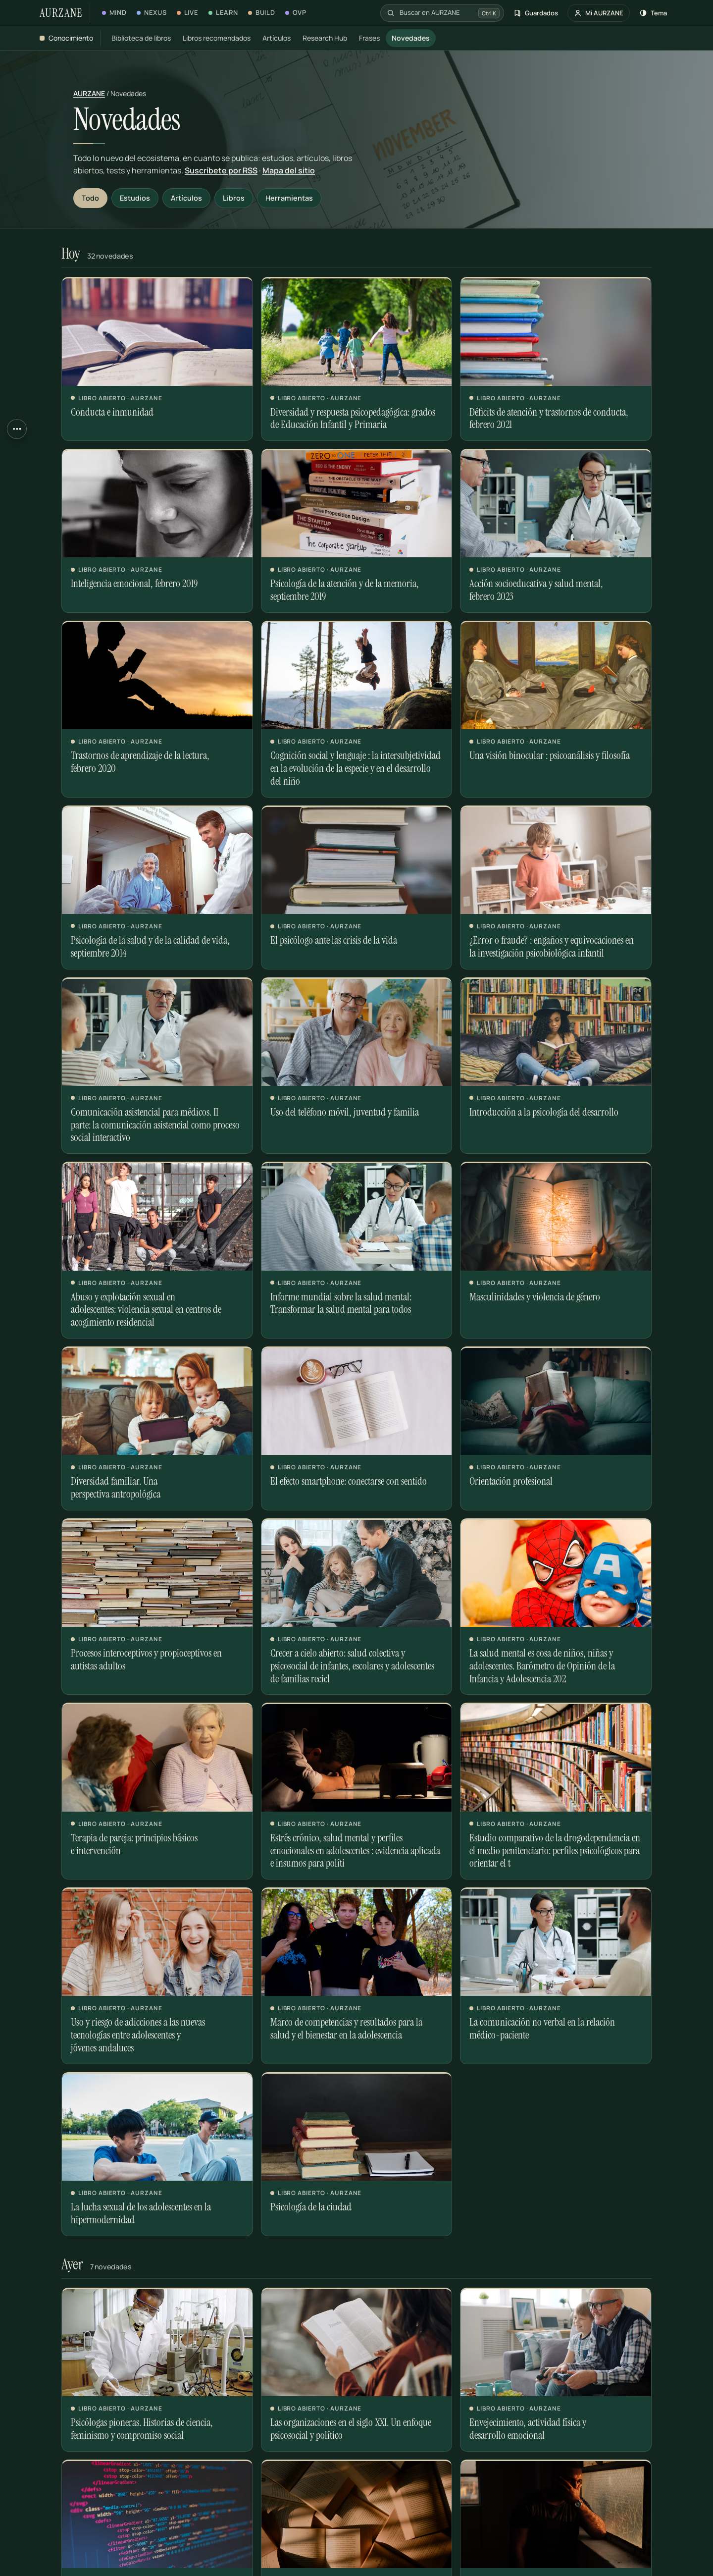 AURZANE
MIND NEXUS LIVE LEARN BUILD OVP
Buscar en AURZANE Ctrl K
Guardados
Mi AURZANE
Tema
Conocimiento
Biblioteca de libros Libros recomendados Artículos Research Hub Frases Novedades
AURZANE / Novedades
NOVEMBER
Novedades
Todo lo nuevo del ecosistema, en cuanto se publica: estudios, artículos, libros
abiertos, tests y herramientas. Suscríbete por RSS · Mapa del sitio
Todo Estudios Artículos Libros Herramientas
Hoy 32 novedades
LIBRO ABIERTO · AURZANE
Conducta e inmunidad
LIBRO ABIERTO · AURZANE
Diversidad y respuesta psicopedagógica: grados
de Educación Infantil y Primaria
LIBRO ABIERTO · AURZANE
Déficits de atención y trastornos de conducta,
febrero 2021
LIBRO ABIERTO · AURZANE
Inteligencia emocional, febrero 2019
ZERO TO ONE PETER THIEL
THE STARTUP
The corporate startup
LIBRO ABIERTO · AURZANE
Psicología de la atención y de la memoria,
septiembre 2019
LIBRO ABIERTO · AURZANE
Acción socioeducativa y salud mental,
febrero 2023
LIBRO ABIERTO · AURZANE
Trastornos de aprendizaje de la lectura,
febrero 2020
LIBRO ABIERTO · AURZANE
Cognición social y lenguaje : la intersubjetividad
en la evolución de la especie y en el desarrollo
del niño
LIBRO ABIERTO · AURZANE
Una visión binocular : psicoanálisis y filosofía
LIBRO ABIERTO · AURZANE
Psicología de la salud y de la calidad de vida,
septiembre 2014
LIBRO ABIERTO · AURZANE
El psicólogo ante las crisis de la vida
LIBRO ABIERTO · AURZANE
¿Error o fraude? : engaños y equivocaciones en
la investigación psicobiológica infantil
LIBRO ABIERTO · AURZANE
Comunicación asistencial para médicos. II
parte: la comunicación asistencial como proceso
social interactivo
LIBRO ABIERTO · AURZANE
Uso del teléfono móvil, juventud y familia
LIBRO ABIERTO · AURZANE
Introducción a la psicología del desarrollo
LIBRO ABIERTO · AURZANE
Abuso y explotación sexual en
adolescentes: violencia sexual en centros de
acogimiento residencial
LIBRO ABIERTO · AURZANE
Informe mundial sobre la salud mental:
Transformar la salud mental para todos
LIBRO ABIERTO · AURZANE
Masculinidades y violencia de género
LIBRO ABIERTO · AURZANE
Diversidad familiar. Una
perspectiva antropológica
LIBRO ABIERTO · AURZANE
El efecto smartphone: conectarse con sentido
LIBRO ABIERTO · AURZANE
Orientación profesional
LIBRO ABIERTO · AURZANE
Procesos interoceptivos y propioceptivos en
autistas adultos
LIBRO ABIERTO · AURZANE
Crecer a cielo abierto: salud colectiva y
psicosocial de infantes, escolares y adolescentes
de familias recicl
LIBRO ABIERTO · AURZANE
La salud mental es cosa de niños, niñas y
adolescentes. Barómetro de Opinión de la
Infancia y Adolescencia 202
LIBRO ABIERTO · AURZANE
Terapia de pareja: principios básicos
e intervención
LIBRO ABIERTO · AURZANE
Estrés crónico, salud mental y perfiles
emocionales en adolescentes : evidencia aplicada
e insumos para políti
LIBRO ABIERTO · AURZANE
Estudio comparativo de la drogodependencia en
el medio penitenciario: perfiles psicológicos para
orientar el t
LIBRO ABIERTO · AURZANE
Uso y riesgo de adicciones a las nuevas
tecnologías entre adolescentes y
jóvenes andaluces
LIBRO ABIERTO · AURZANE
Marco de competencias y resultados para la
salud y el bienestar en la adolescencia
LIBRO ABIERTO · AURZANE
La comunicación no verbal en la relación
médico-paciente
LIBRO ABIERTO · AURZANE
La lucha sexual de los adolescentes en la
hipermodernidad
LIBRO ABIERTO · AURZANE
Psicología de la ciudad
Ayer 7 novedades
LIBRO ABIERTO · AURZANE
Psicólogas pioneras. Historias de ciencia,
feminismo y compromiso social
LIBRO ABIERTO · AURZANE
Las organizaciones en el siglo XXI. Un enfoque
psicosocial y político
LIBRO ABIERTO · AURZANE
Envejecimiento, actividad física y
desarrollo emocional